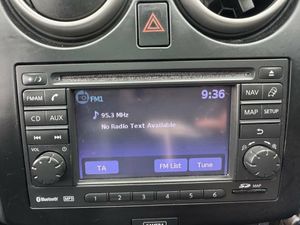 FM1
9:36
95.3 MHz
No Radio Text Available
TA
FM List
Tune
FM·AM
CD
AUX
VOL
NAV
MAP
SETUP
1
2
3
4
5
6
Bluetooth
MP3
SD
MAP